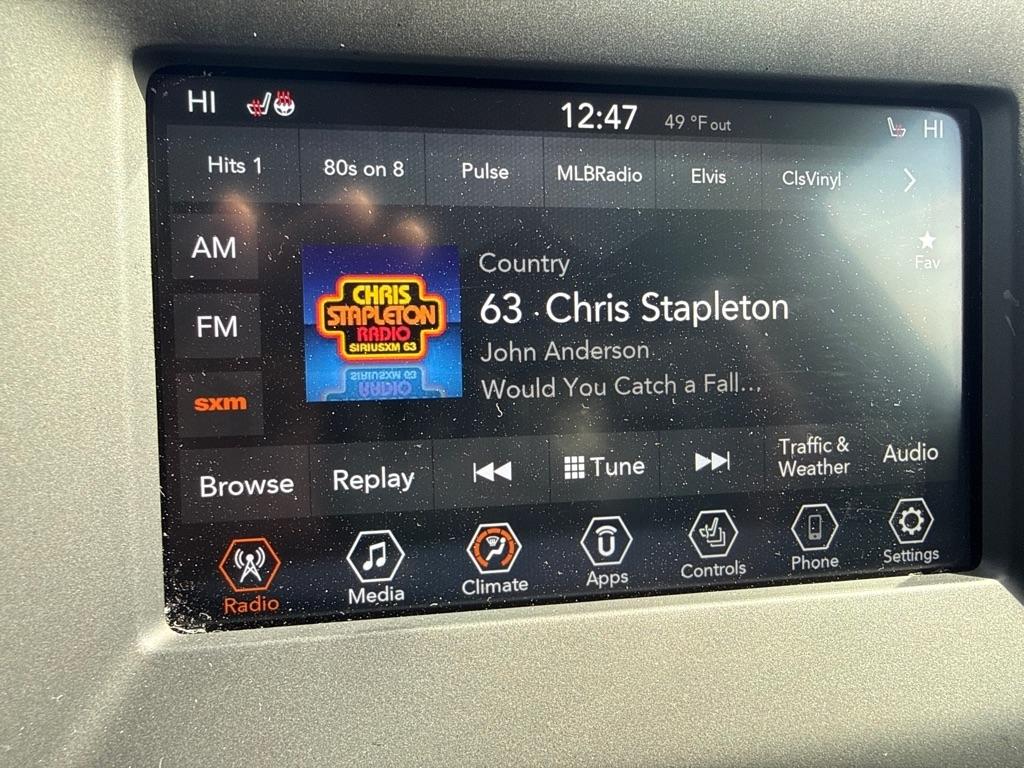 HI 12:47 49 °F out HI
Hits 1 80s on 8 Pulse MLBRadio Elvis ClsVinyl
AM
FM
sxm
CHRIS
STAPLETON
RADIO
SIRIUSXM 63
Country
63 · Chris Stapleton
John Anderson
Would You Catch a Fall...
Fav
Browse Replay Tune Traffic & Weather Audio
Radio Media Climate Apps Controls Phone Settings